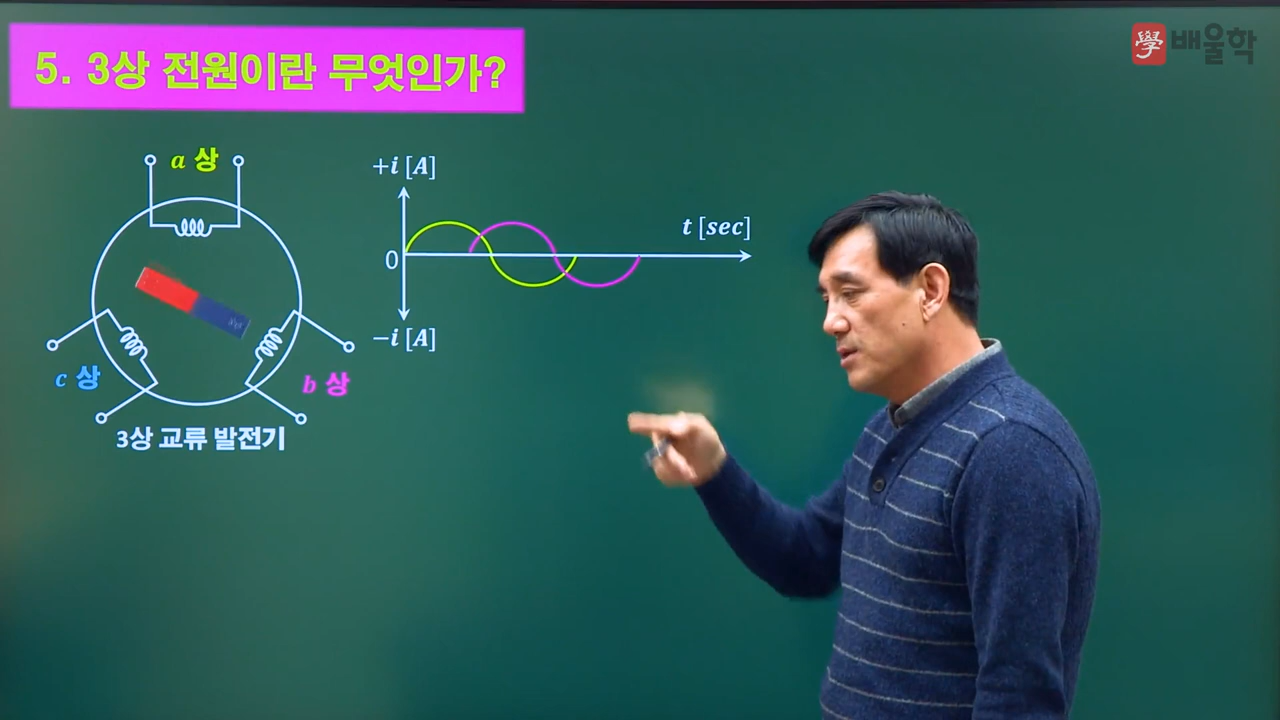 學 배울학
5. 3상 전원이란 무엇인가?
a 상
+i [A]
t [sec]
0
−i [A]
c 상
b 상
3상 교류 발전기